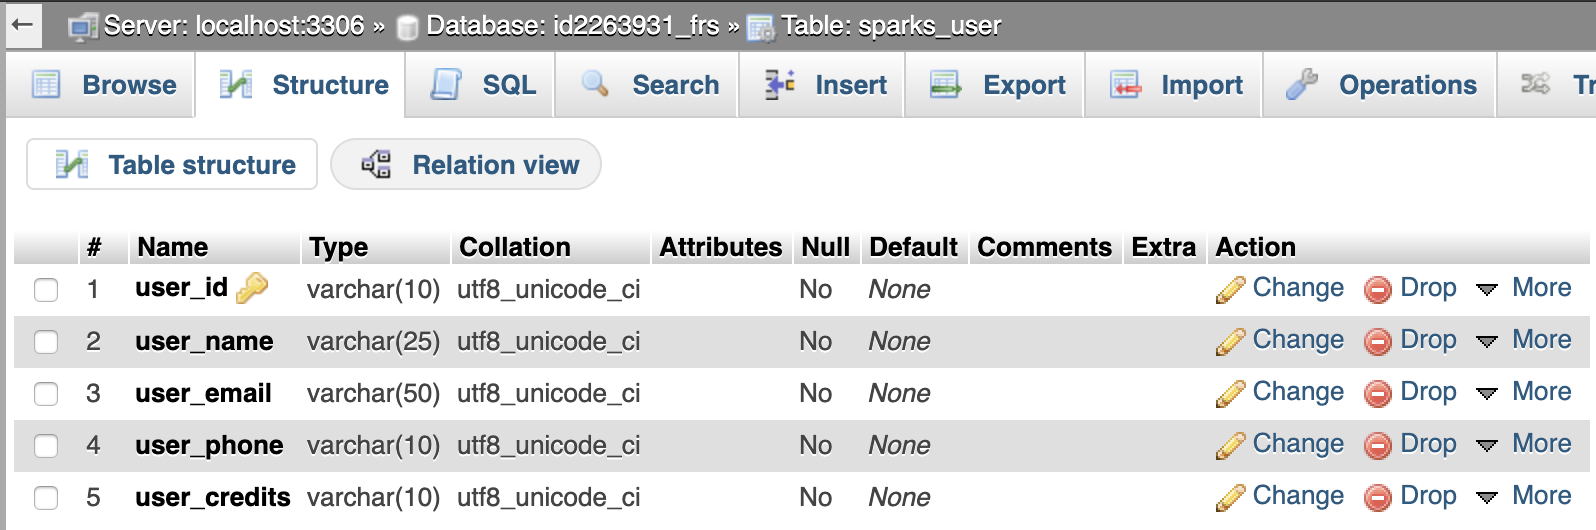 ← Server: localhost:3306 » Database: id2263931_frs » Table: sparks_user
Browse Structure SQL Search Insert Export Import Operations Tr
Table structure Relation view
# Name Type Collation Attributes Null Default Comments Extra Action
1 user_id varchar(10) utf8_unicode_ci No None Change Drop More
2 user_name varchar(25) utf8_unicode_ci No None Change Drop More
3 user_email varchar(50) utf8_unicode_ci No None Change Drop More
4 user_phone varchar(10) utf8_unicode_ci No None Change Drop More
5 user_credits varchar(10) utf8_unicode_ci No None Change Drop More